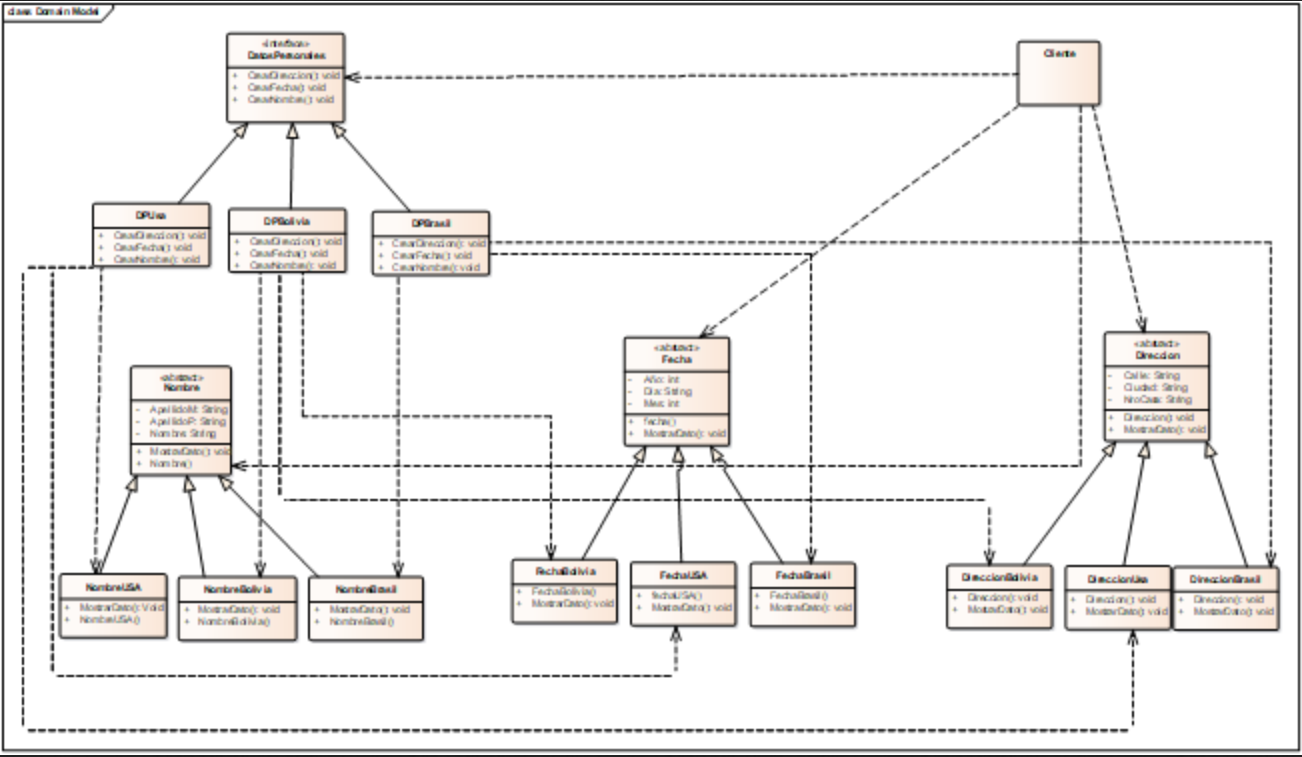 class Domain Model
«interface»
DatosPersonales
+ CrearDireccion(): void
+ CrearFecha(): void
+ CrearNombre(): void
Cliente
DPUsa
+ CrearDireccion(): void
+ CrearFecha(): void
+ CrearNombre(): void
DPBolivia
+ CrearDireccion(): void
+ CrearFecha(): void
+ CrearNombre(): void
DPBrasil
+ CrearDireccion(): void
+ CrearFecha(): void
+ CrearNombre(): void
«abstract»
Nombre
- ApellidoM: String
- ApellidoP: String
- Nombre: String
+ MostrarDato(): void
+ Nombre()
«abstract»
Fecha
- Año: int
- Dia: String
- Mes: int
+ fecha()
+ MostrarDato(): void
«abstract»
Direccion
- Calle: String
- Ciudad: String
- NroCasa: String
+ Direccion(): void
+ MostrarDato(): void
NombreUSA
+ MostrarDato(): Void
+ NombreUSA()
NombreBolivia
+ MostrarDato(): void
+ NombreBolivia()
NombreBrasil
+ MostrarDato(): void
+ NombreBrasil()
FechaBolivia
+ FechaBolivia()
+ MostrarDato(): void
FechaUSA
+ fechaUSA()
+ MostrarDato(): void
FechaBrasil
+ FechaBrasil()
+ MostrarDato(): void
DireccionBolivia
+ Direccion(): void
+ MostrarDato(): void
DireccionUsa
+ Direccion(): void
+ MostrarDato(): void
DireccionBrasil
+ Direccion(): void
+ MostrarDato(): void